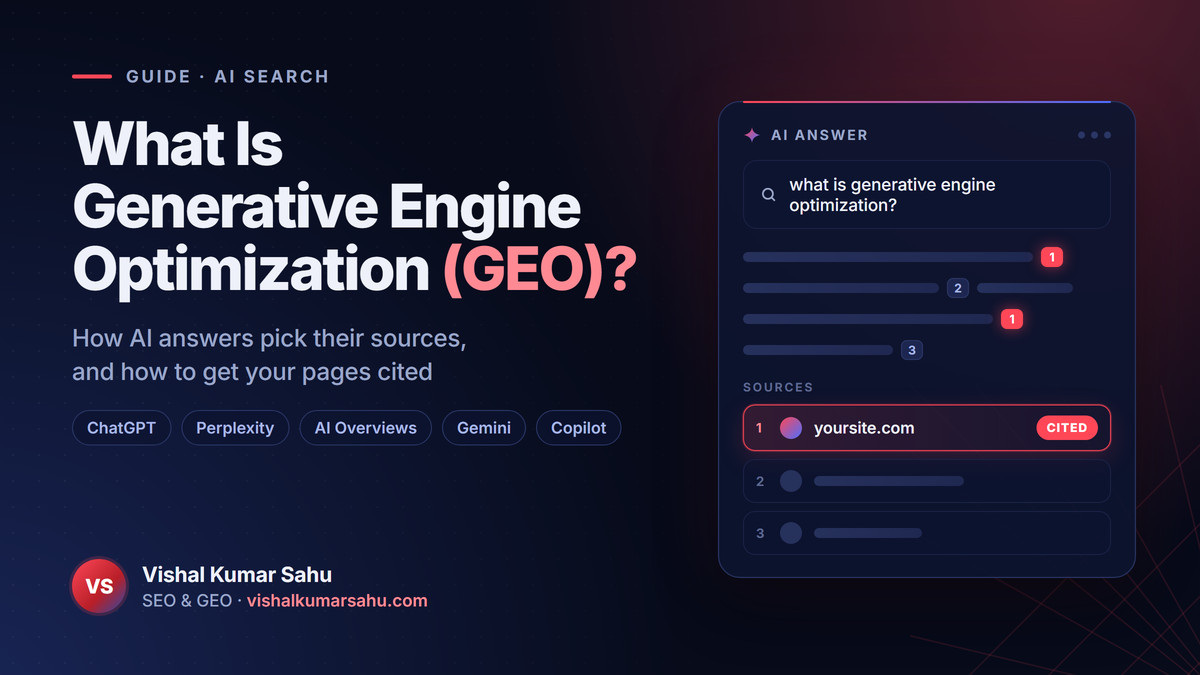 GUIDE · AI SEARCH
What Is
Generative Engine
Optimization (GEO)?
How AI answers pick their sources,
and how to get your pages cited
ChatGPT
Perplexity
AI Overviews
Gemini
Copilot
VS
Vishal Kumar Sahu
SEO & GEO · vishalkumarsahu.com
AI ANSWER
what is generative engine
optimization?
1
2
1
3
SOURCES
1 yoursite.com CITED
2
3